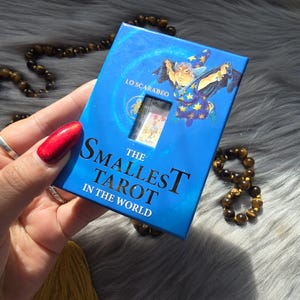 LO SCARABEO
THE
SMALLEST
TAROT
IN THE WORLD